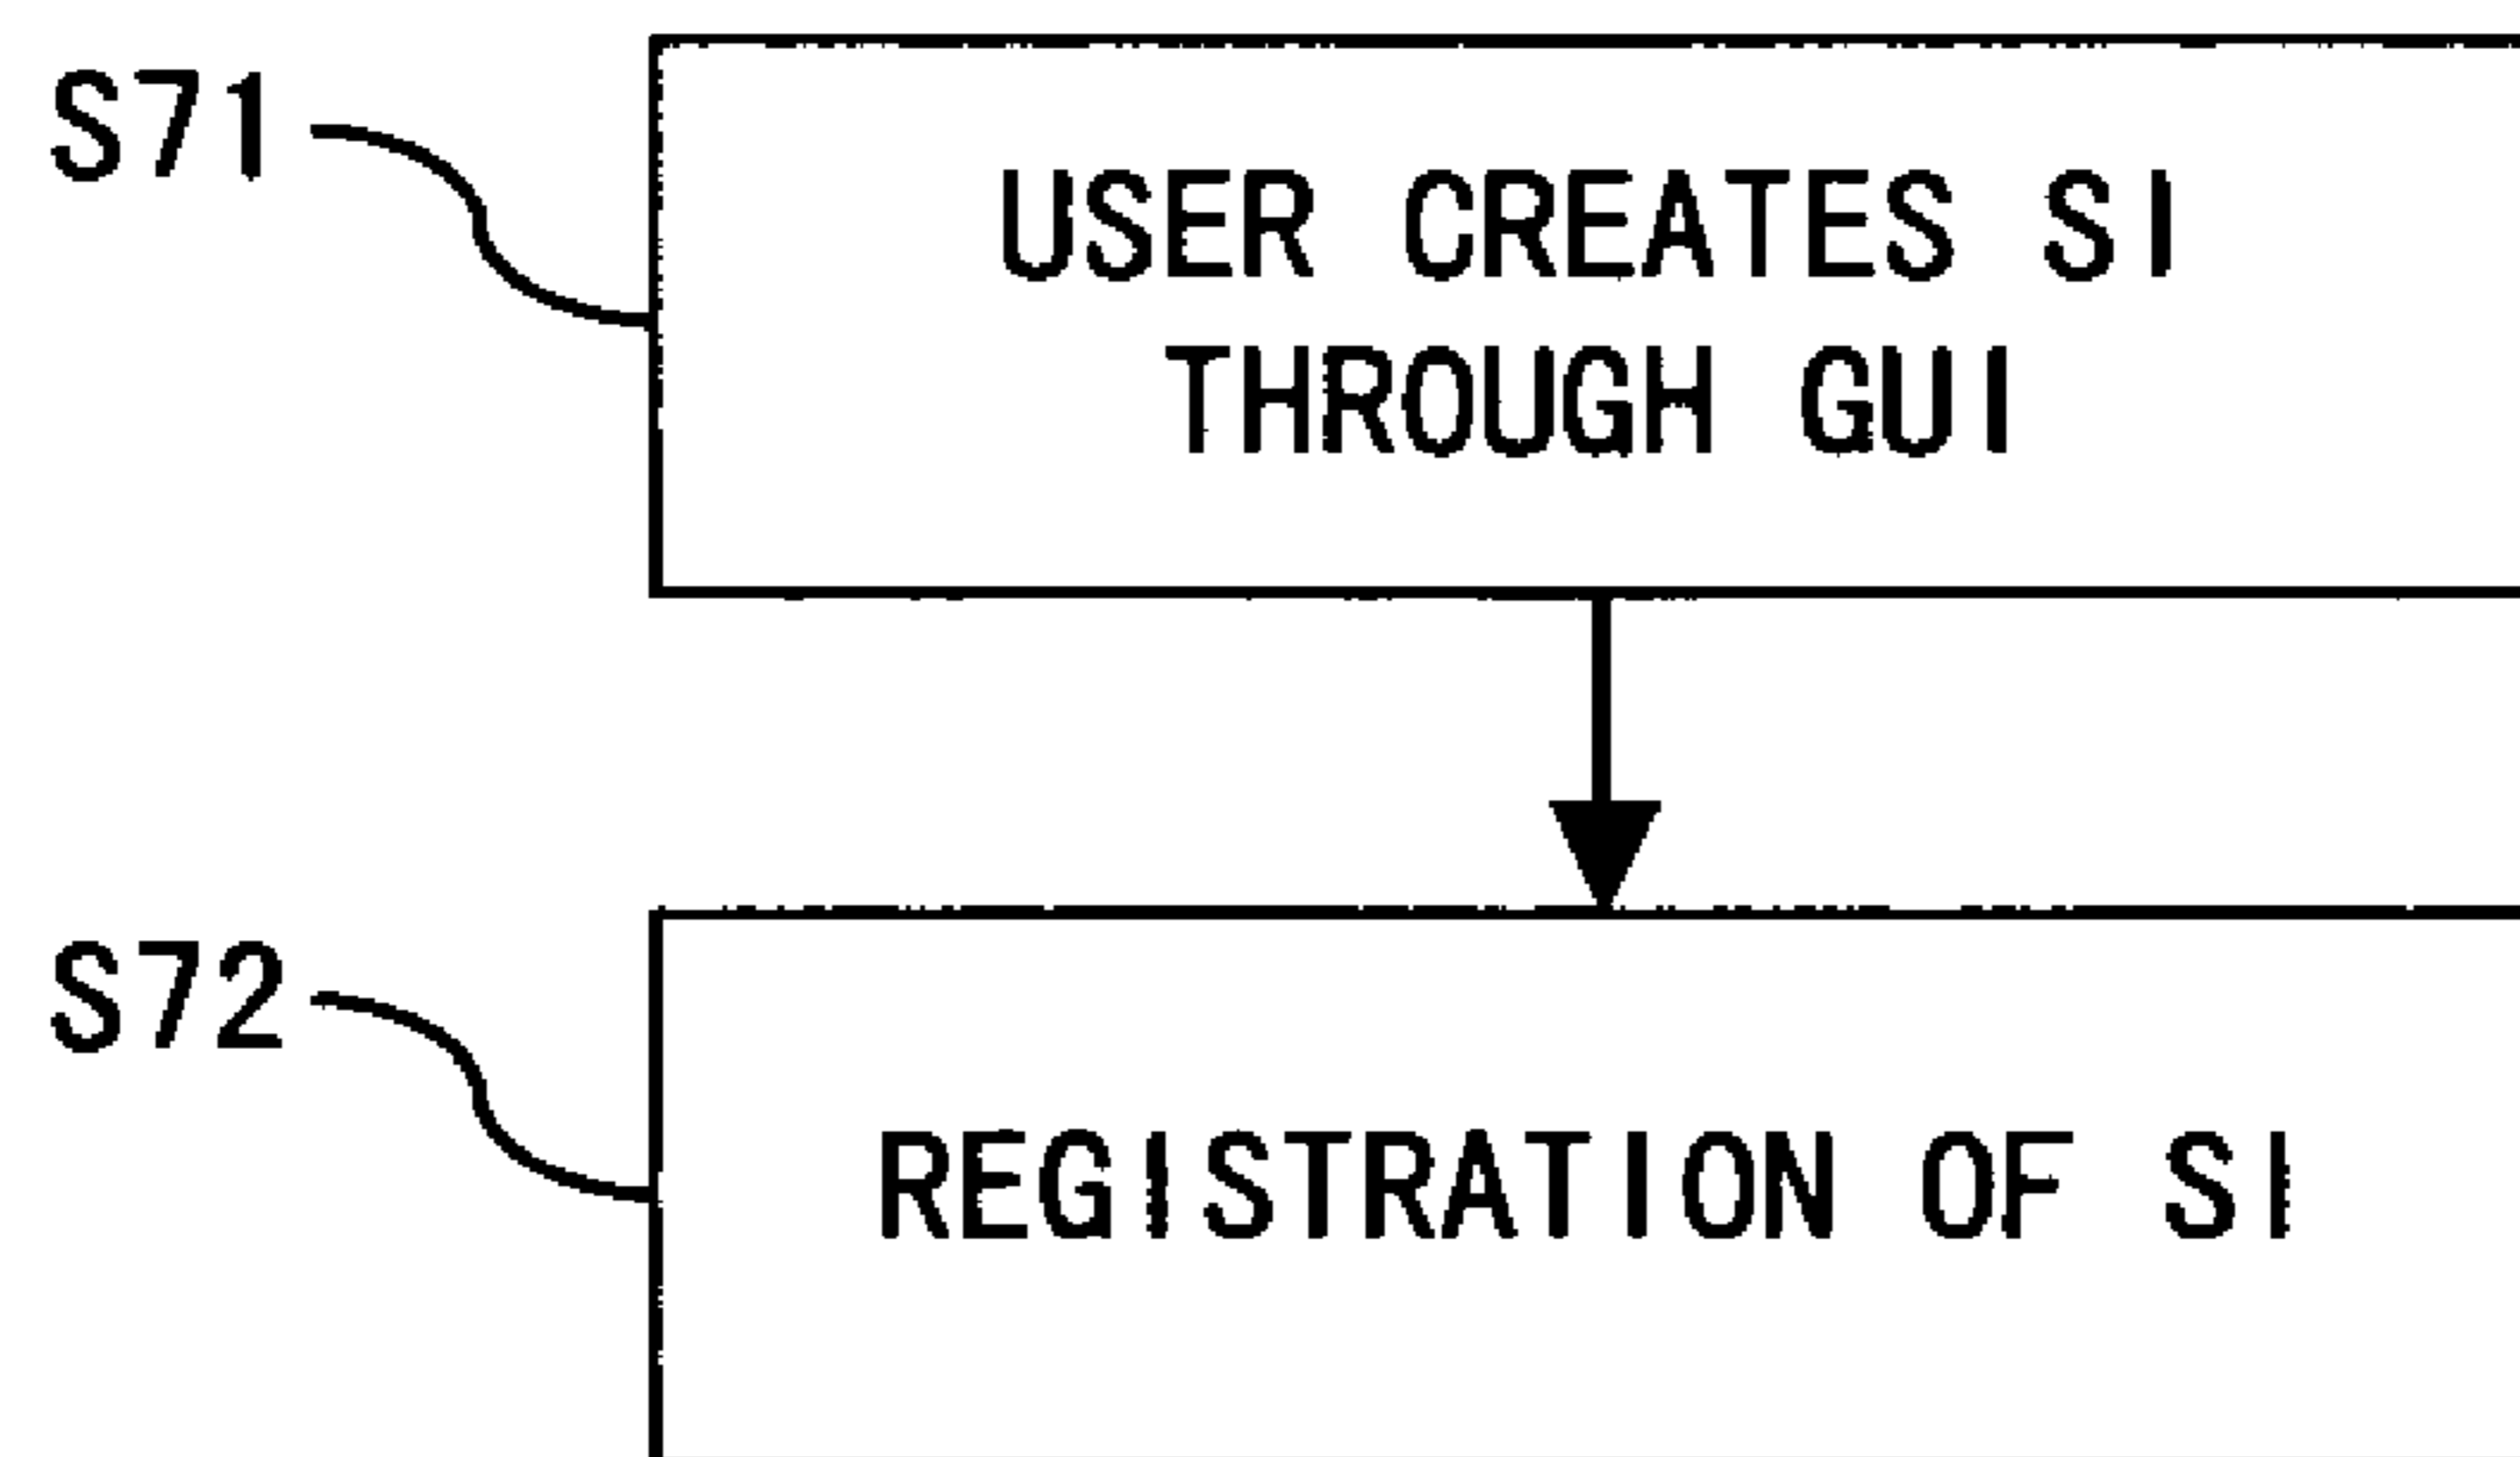 S71
USER CREATES SI
THROUGH GUI
S72
REGISTRATION OF SI